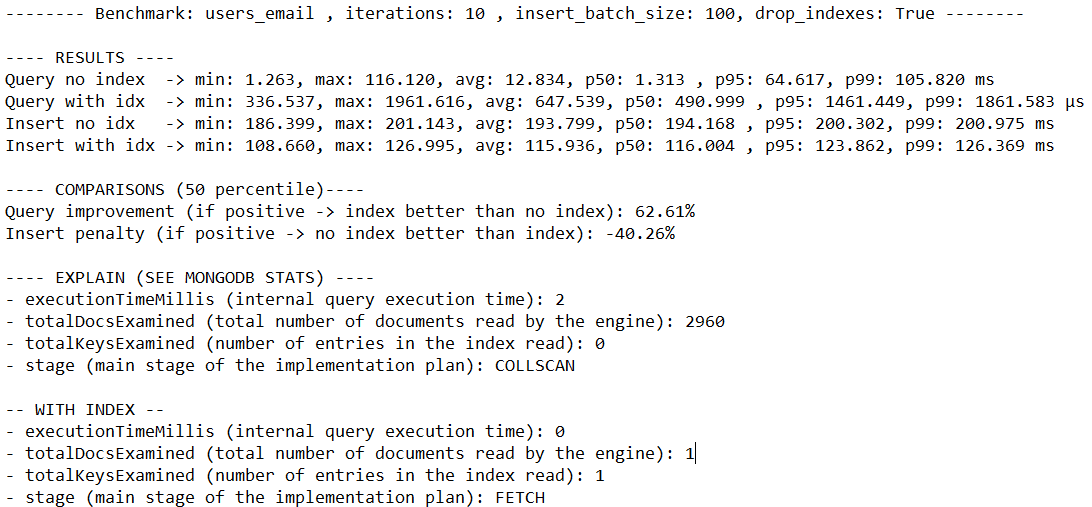 -------- Benchmark: users_email , iterations: 10 , insert_batch_size: 100, drop_indexes: True --------
---- RESULTS ----
Query no index  -> min: 1.263, max: 116.120, avg: 12.834, p50: 1.313 , p95: 64.617, p99: 105.820 ms
Query with idx  -> min: 336.537, max: 1961.616, avg: 647.539, p50: 490.999 , p95: 1461.449, p99: 1861.583 µs
Insert no idx   -> min: 186.399, max: 201.143, avg: 193.799, p50: 194.168 , p95: 200.302, p99: 200.975 ms
Insert with idx -> min: 108.660, max: 126.995, avg: 115.936, p50: 116.004 , p95: 123.862, p99: 126.369 ms
---- COMPARISONS (50 percentile)----
Query improvement (if positive -> index better than no index): 62.61%
Insert penalty (if positive -> no index better than index): -40.26%
---- EXPLAIN (SEE MONGODB STATS) ----
- executionTimeMillis (internal query execution time): 2
- totalDocsExamined (total number of documents read by the engine): 2960
- totalKeysExamined (number of entries in the index read): 0
- stage (main stage of the implementation plan): COLLSCAN
-- WITH INDEX --
- executionTimeMillis (internal query execution time): 0
- totalDocsExamined (total number of documents read by the engine): 1
- totalKeysExamined (number of entries in the index read): 1
- stage (main stage of the implementation plan): FETCH